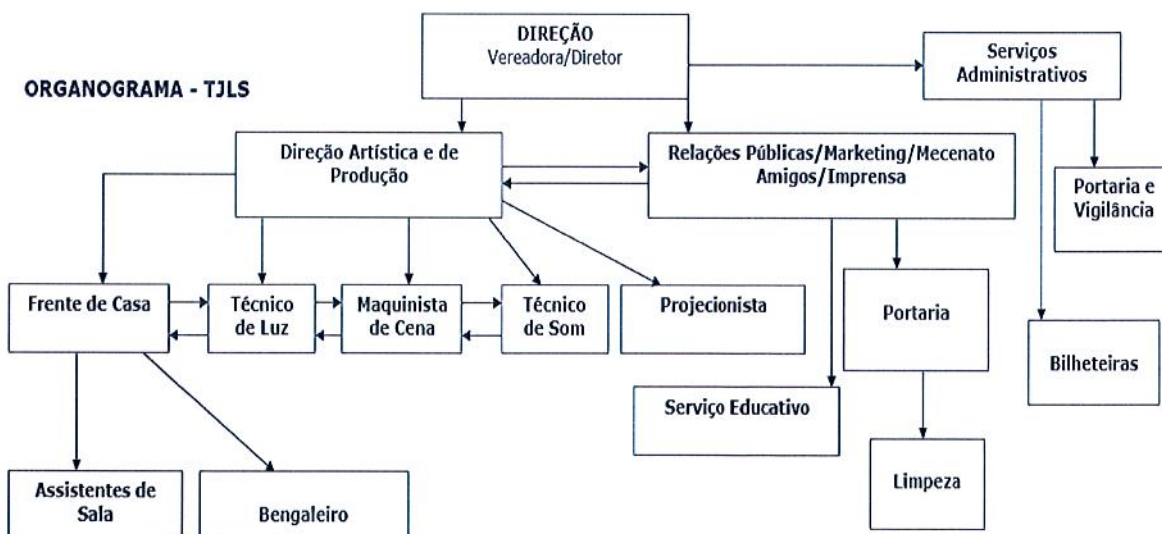 DIREÇÃO
Vereadora/Diretor
Serviços
Administrativos
ORGANOGRAMA - TJLS
Direção Artística e de
Produção
Relações Públicas/Marketing/Mecenato
Amigos/Imprensa
Portaria e
Vigilância
Frente de Casa
Técnico
de Luz
Maquinista
de Cena
Técnico
de Som
Projecionista
Portaria
Bilheteiras
Serviço Educativo
Limpeza
Assistentes de
Sala
Bengaleiro